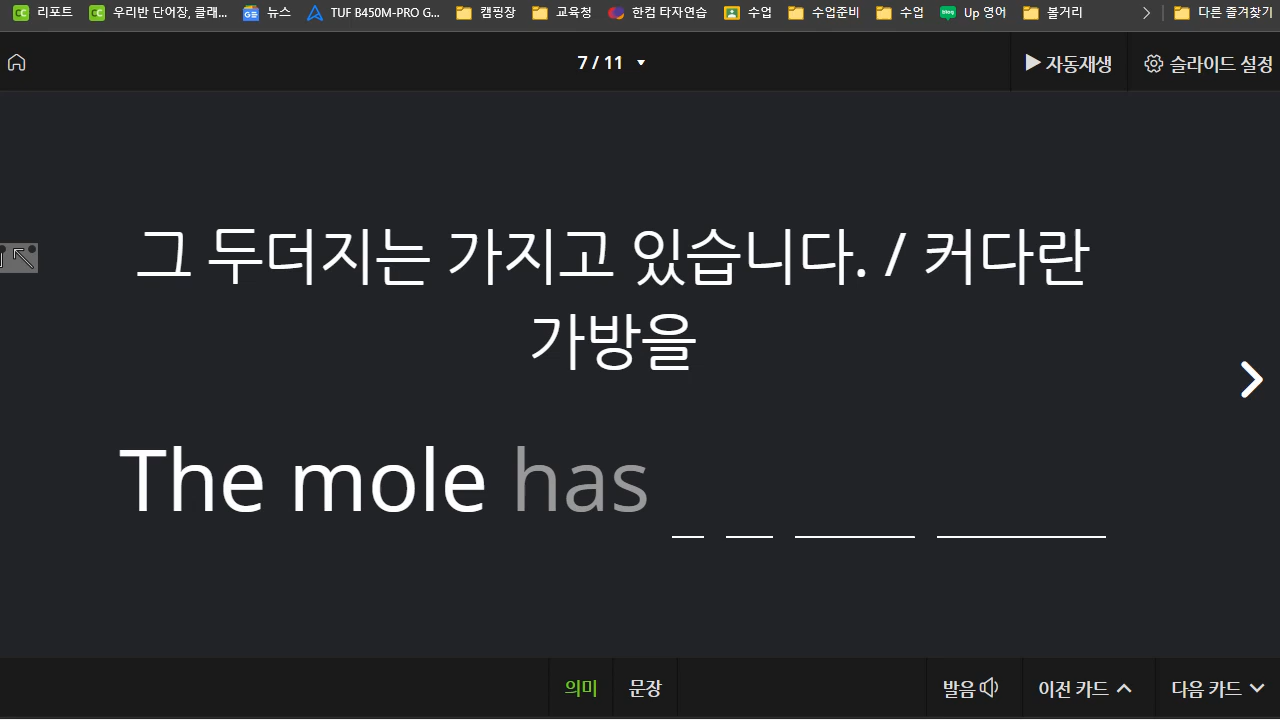 리포트 우리반 단어장, 클래... 뉴스 TUF B450M-PRO G... 캠핑장 교육청 한컴 타자연습 수업 수업준비 수업 Up 영어 볼거리 다른 즐겨찾기
7 / 11 자동재생 슬라이드 설정
그 두더지는 가지고 있습니다. / 커다란
가방을
The mole has __ __ __ __
의미 문장 발음 이전 카드 다음 카드